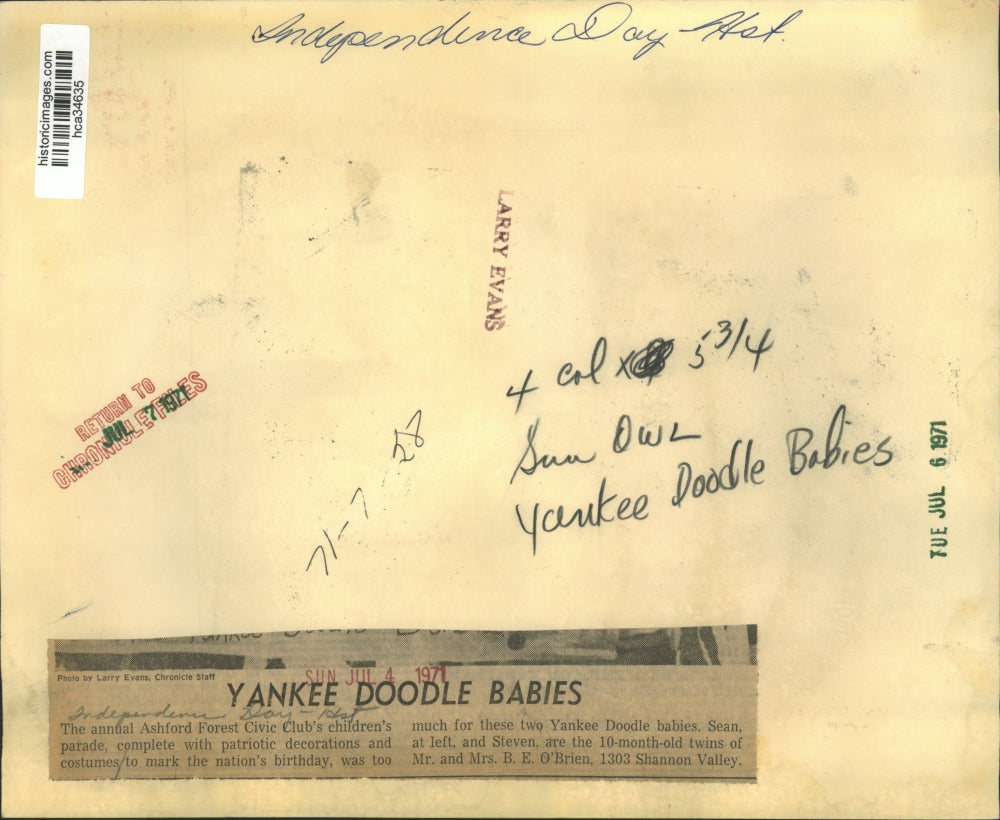 Independence Day - Hst.
historicimages.com
hca34635
LARRY EVANS
4 col x 5 3/4
Sun OWL
Yankee Doodle Babies
RETURN TO
CHRONICLE FILES
JUL 7 1971
71-7-28
TUE JUL 6 1971
Photo by Larry Evans, Chronicle Staff
SUN JUL 4 1971
YANKEE DOODLE BABIES
Independence Day - Hst
The annual Ashford Forest Civic Club's children's
parade, complete with patriotic decorations and
costumes to mark the nation's birthday, was too
much for these two Yankee Doodle babies. Sean,
at left, and Steven, are the 10-month-old twins of
Mr. and Mrs. B. E. O'Brien, 1303 Shannon Valley.